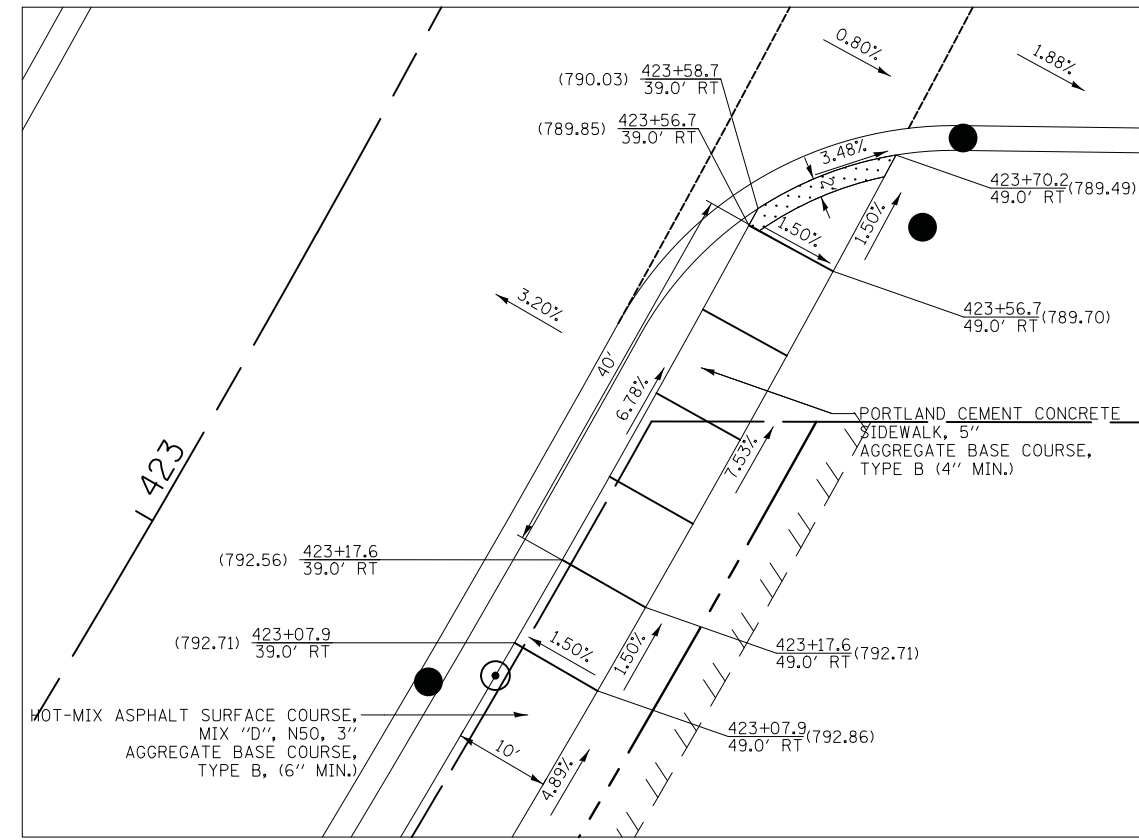 0.80%
1.88%
(790.03) 423+58.7
39.0' RT
(789.85) 423+56.7
39.0' RT
3.48%
2'
423+70.2 (789.49)
49.0' RT
1.50%
1.50%
3.20%
423+56.7 (789.70)
49.0' RT
40'
6.78%
PORTLAND CEMENT CONCRETE
SIDEWALK, 5"
AGGREGATE BASE COURSE,
TYPE B (4" MIN.)
7.53%
423
(792.56) 423+17.6
39.0' RT
(792.71) 423+07.9
39.0' RT
1.50%
1.50%
423+17.6 (792.71)
49.0' RT
HOT-MIX ASPHALT SURFACE COURSE,
MIX "D", N50, 3"
AGGREGATE BASE COURSE,
TYPE B, (6" MIN.)
423+07.9 (792.86)
49.0' RT
10'
4.89%